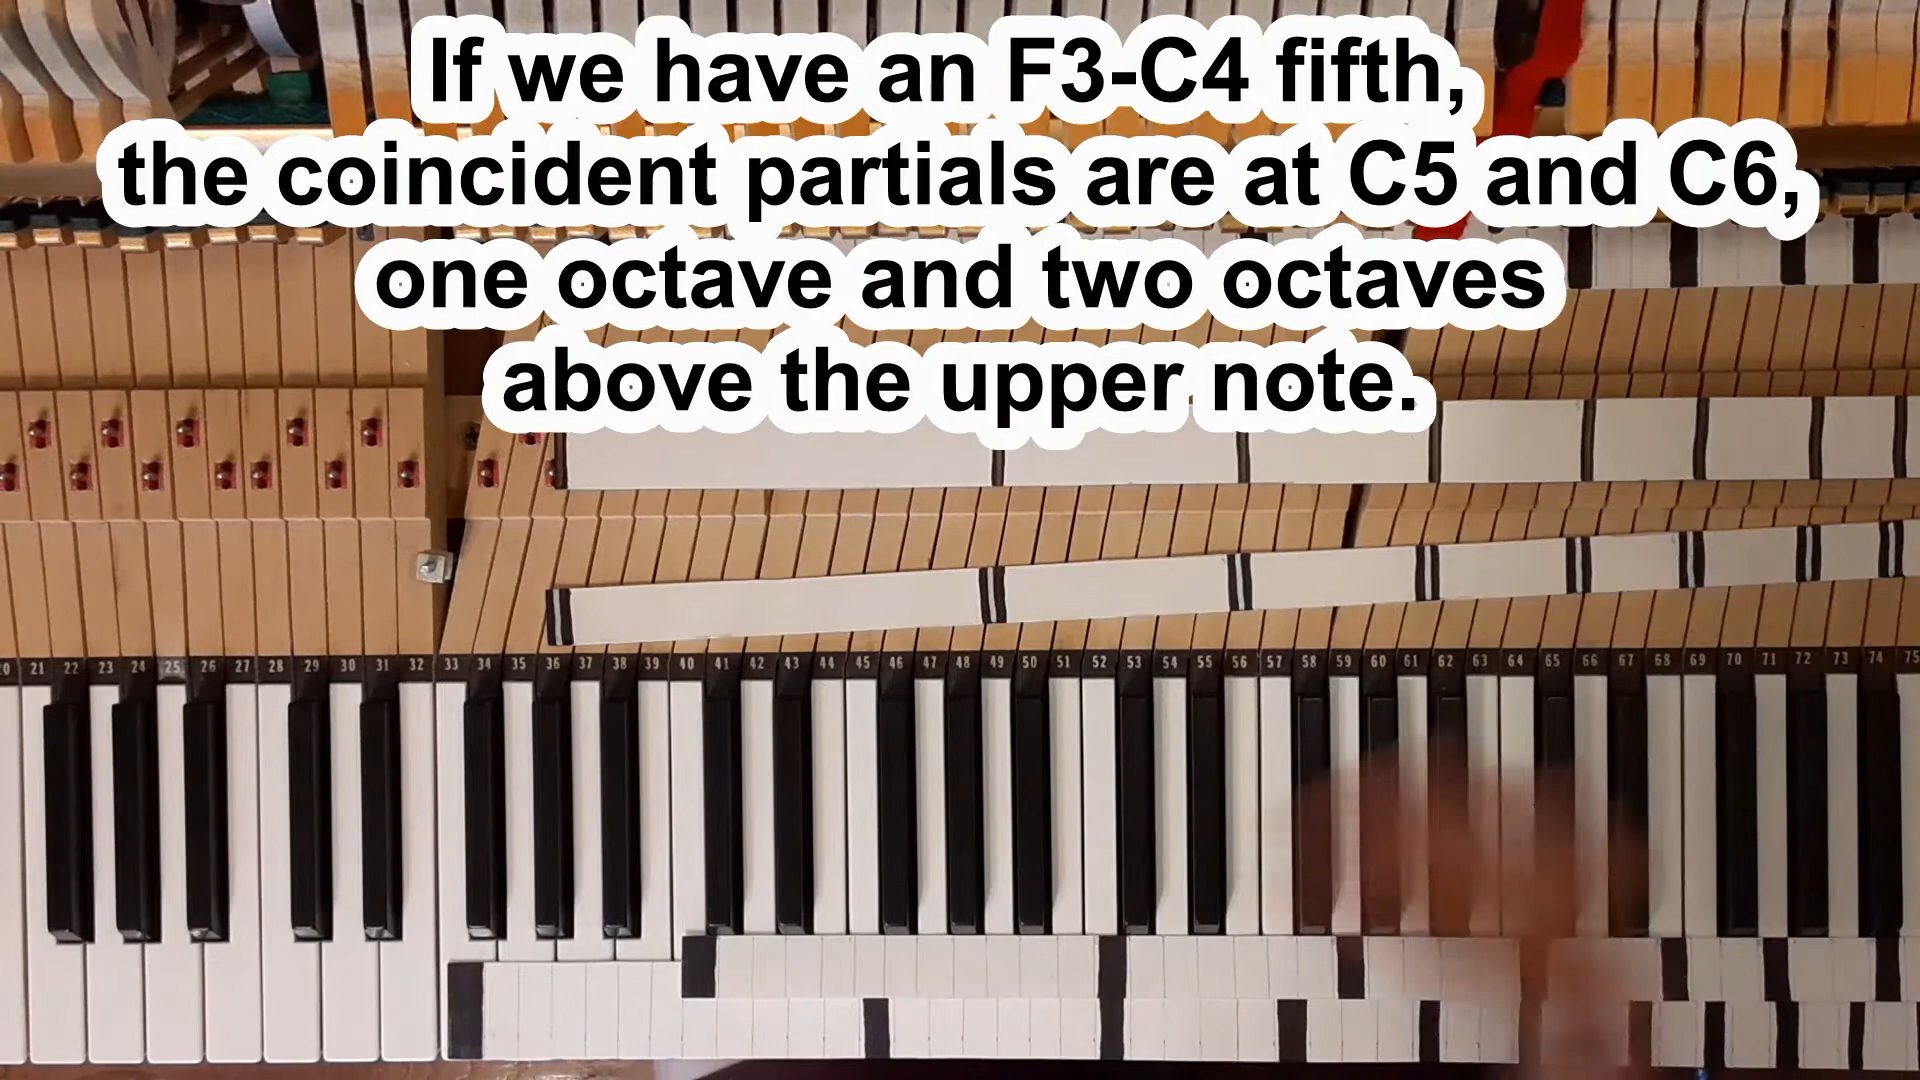 If we have an F3-C4 fifth,
the coincident partials are at C5 and C6,
one octave and two octaves
above the upper note.
20 21 22 23 24 25 26 27 28 29 30 31 32 33 34 35 36 37 38 39 40 41 42 43 44 45 46 47 48 49 50 51 52 53 54 55 56 57 58 59 60 61 62 63 64 65 66 67 68 69 70 71 72 73 74 75